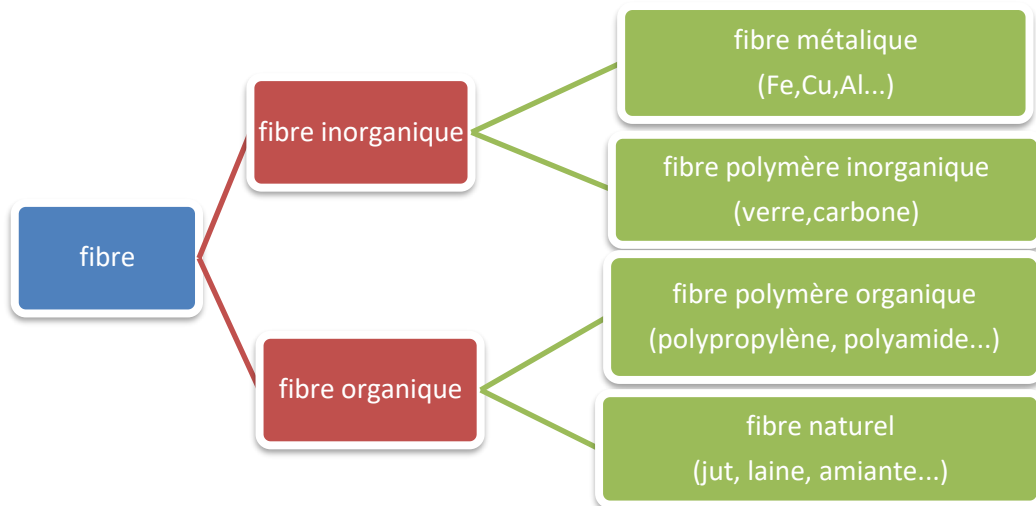 fibre
fibre inorganique
fibre métalique
(Fe,Cu,Al...)
fibre polymère inorganique
(verre,carbone)
fibre organique
fibre polymère organique
(polypropylène, polyamide...)
fibre naturel
(jut, laine, amiante...)